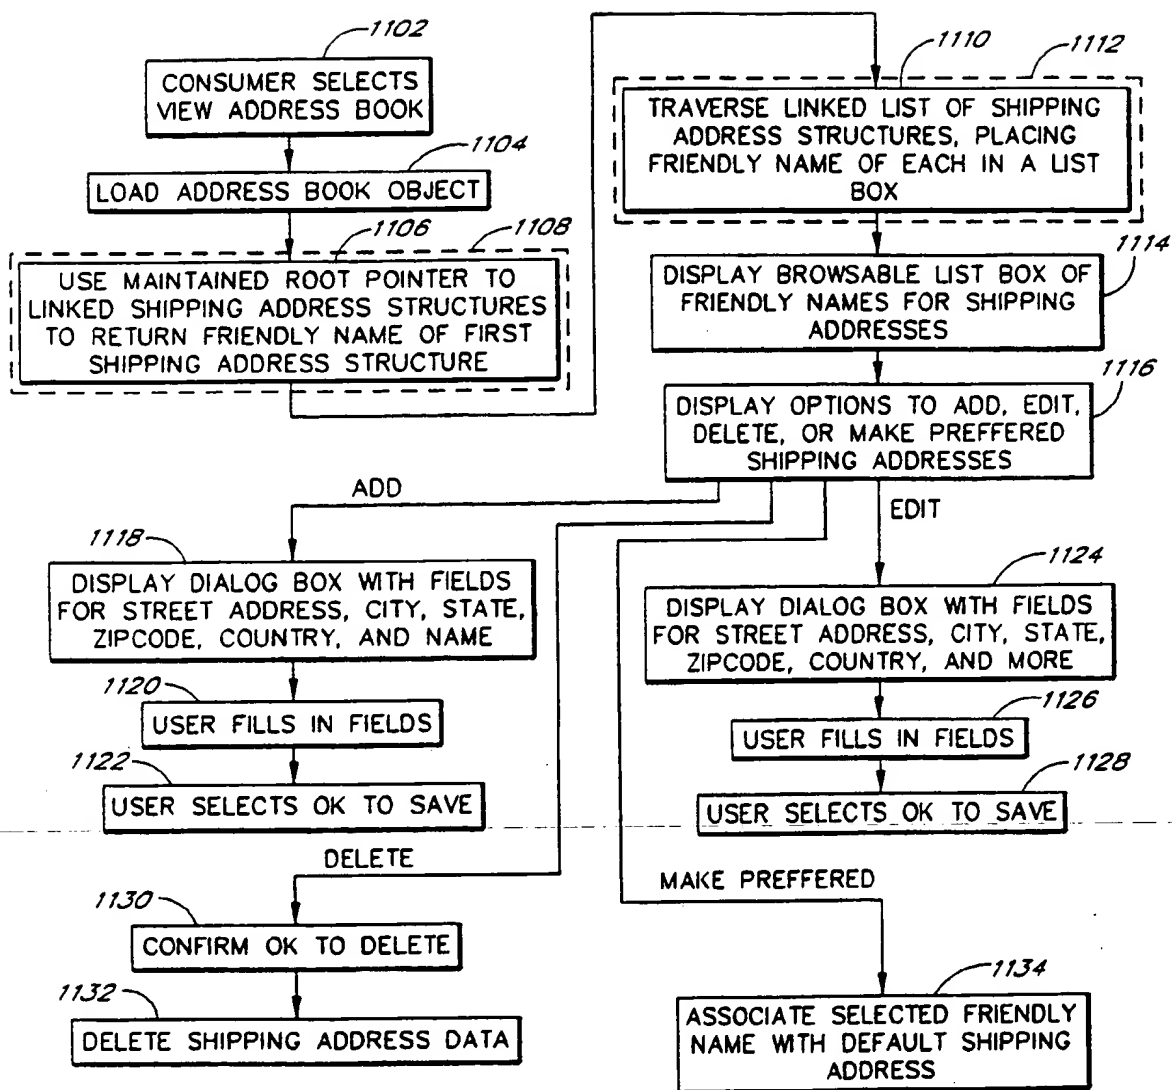 1102
CONSUMER SELECTS
VIEW ADDRESS BOOK
1104
LOAD ADDRESS BOOK OBJECT
1106
1108
USE MAINTAINED ROOT POINTER TO
LINKED SHIPPING ADDRESS STRUCTURES
TO RETURN FRIENDLY NAME OF FIRST
SHIPPING ADDRESS STRUCTURE
1110
1112
TRAVERSE LINKED LIST OF SHIPPING
ADDRESS STRUCTURES, PLACING
FRIENDLY NAME OF EACH IN A LIST
BOX
1114
DISPLAY BROWSABLE LIST BOX OF
FRIENDLY NAMES FOR SHIPPING
ADDRESSES
1116
DISPLAY OPTIONS TO ADD, EDIT,
DELETE, OR MAKE PREFFERED
SHIPPING ADDRESSES
ADD
EDIT
1118
DISPLAY DIALOG BOX WITH FIELDS
FOR STREET ADDRESS, CITY, STATE,
ZIPCODE, COUNTRY, AND NAME
1120
USER FILLS IN FIELDS
1122
USER SELECTS OK TO SAVE
1124
DISPLAY DIALOG BOX WITH FIELDS
FOR STREET ADDRESS, CITY, STATE,
ZIPCODE, COUNTRY, AND MORE
1126
USER FILLS IN FIELDS
1128
USER SELECTS OK TO SAVE
DELETE
1130
CONFIRM OK TO DELETE
1132
DELETE SHIPPING ADDRESS DATA
MAKE PREFFERED
1134
ASSOCIATE SELECTED FRIENDLY
NAME WITH DEFAULT SHIPPING
ADDRESS